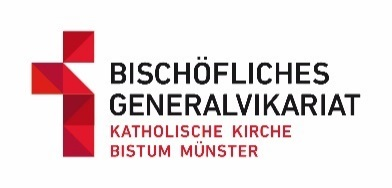 BISCHÖFLICHES
GENERALVIKARIAT
KATHOLISCHE KIRCHE
BISTUM MÜNSTER